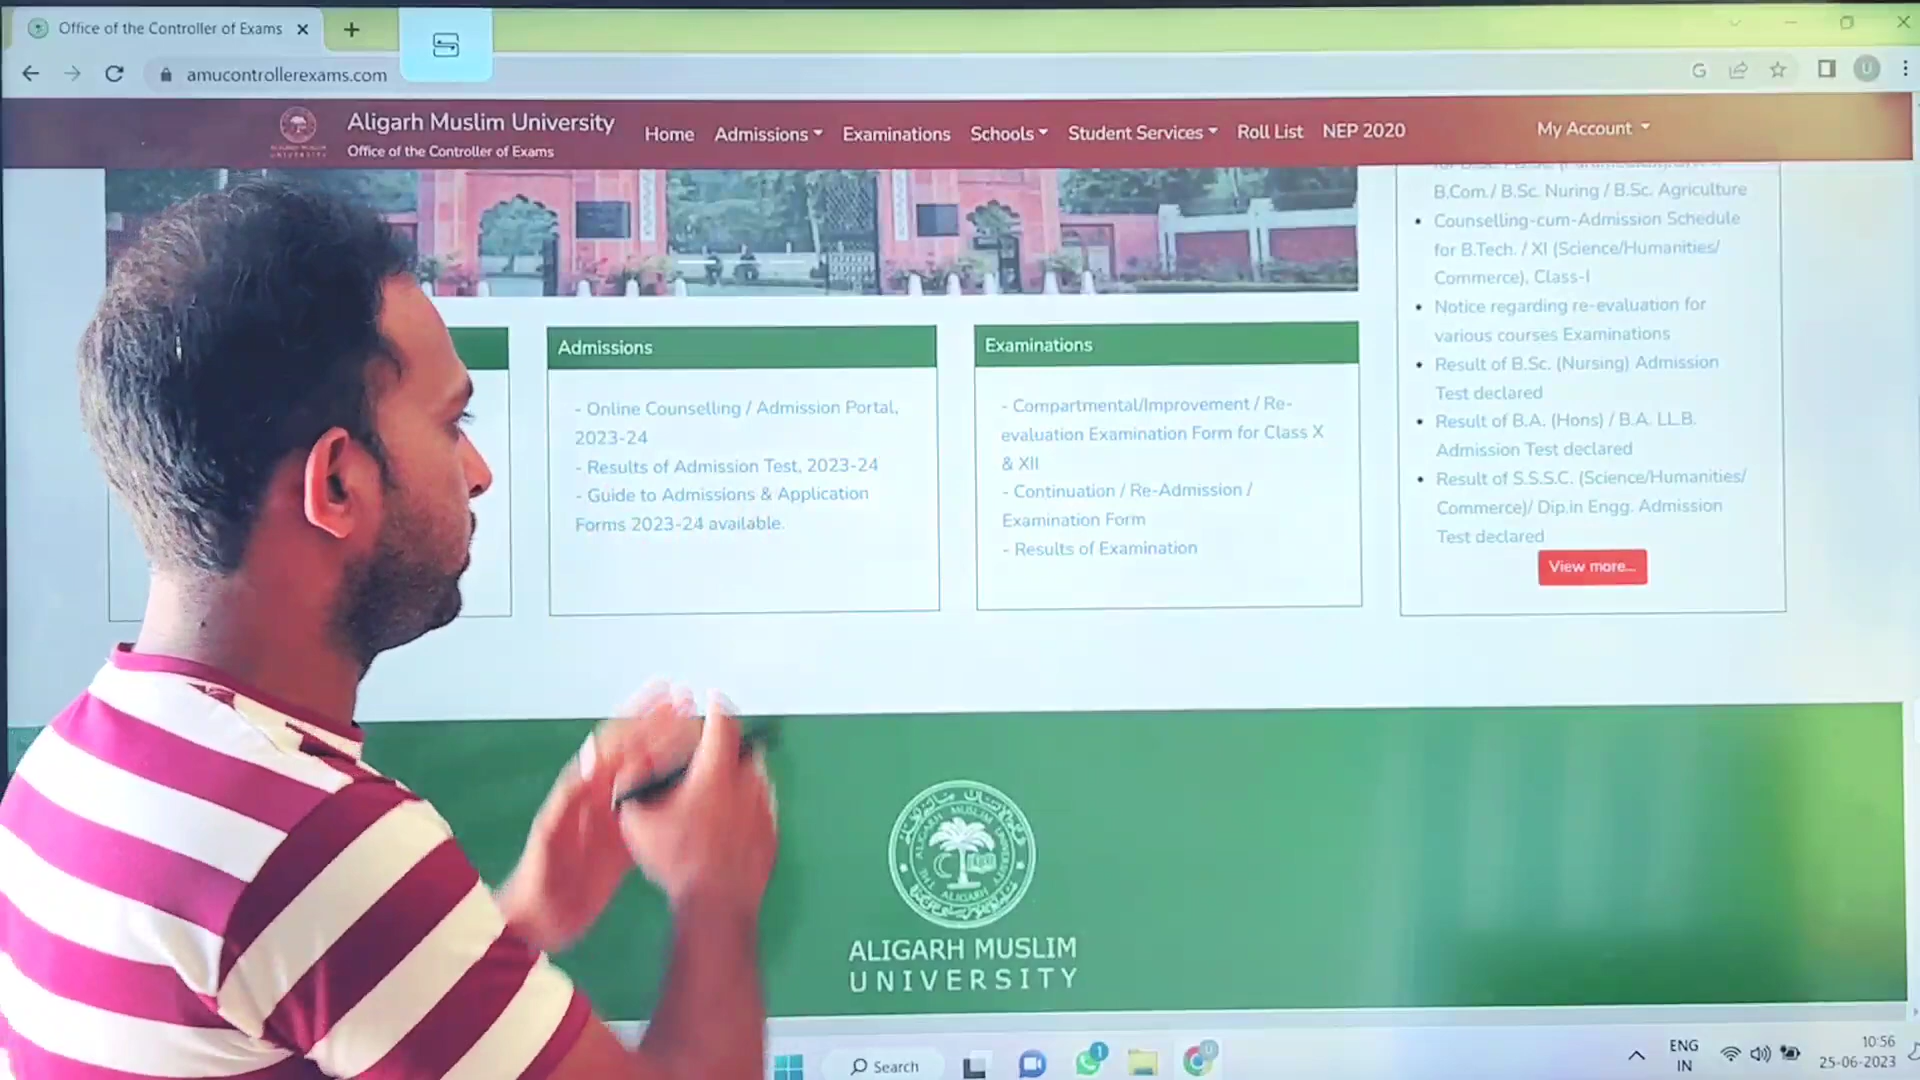 Office of the Controller of Exams
amucontrollerexams.com
Aligarh Muslim University
Office of the Controller of Exams
Home
Admissions
Examinations
Schools
Student Services
Roll List
NEP 2020
My Account
Admissions
- Online Counselling / Admission Portal,
2023-24
- Results of Admission Test, 2023-24
- Guide to Admissions & Application
Forms 2023-24 available.
Examinations
- Compartmental/Improvement / Re-
evaluation Examination Form for Class X
& XII
- Continuation / Re-Admission /
Examination Form
- Results of Examination
B.Com./ B.Sc. Nuring / B.Sc. Agriculture
Counselling-cum-Admission Schedule
for B.Tech. / XI (Science/Humanities/
Commerce), Class-I
Notice regarding re-evaluation for
various courses Examinations
Result of B.Sc. (Nursing) Admission
Test declared
Result of B.A. (Hons) / B.A. LL.B.
Admission Test declared
Result of S.S.S.C. (Science/Humanities/
Commerce)/ Dip.in Engg. Admission
Test declared
View more...
ALIGARH MUSLIM
UNIVERSITY
Search
1
ENG
IN
10:56
25-06-2023